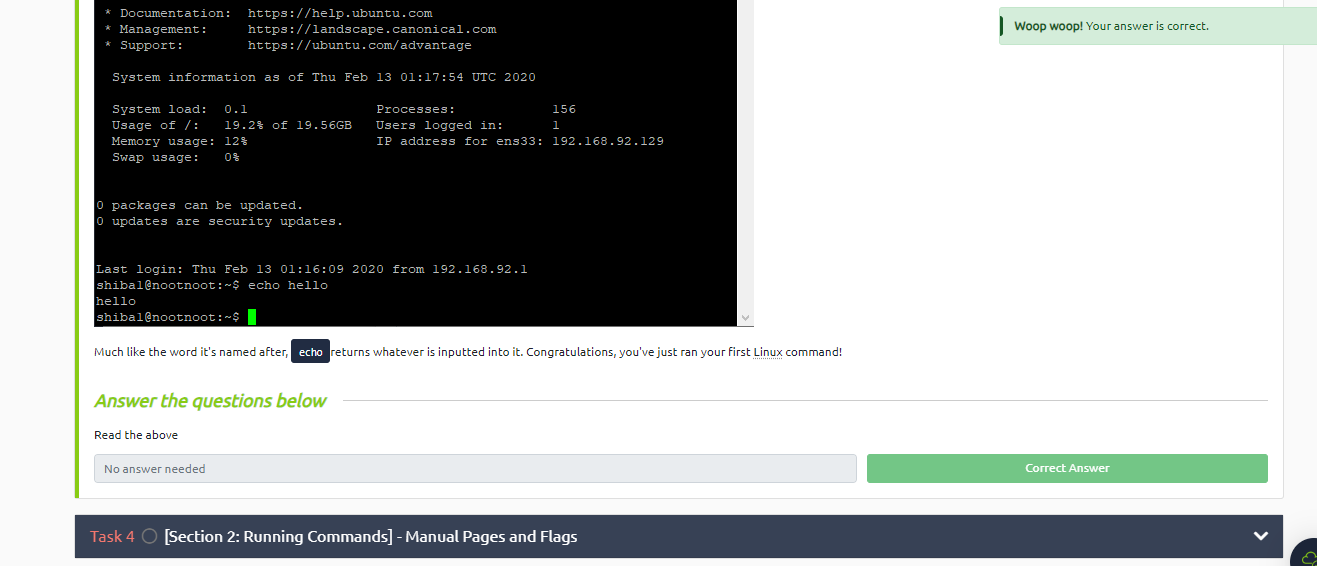 * Documentation:  https://help.ubuntu.com
* Management:     https://landscape.canonical.com
* Support:        https://ubuntu.com/advantage
Woop woop! Your answer is correct.
System information as of Thu Feb 13 01:17:54 UTC 2020
System load:  0.1                Processes:            156
Usage of /:   19.2% of 19.56GB   Users logged in:      1
Memory usage: 12%                IP address for ens33: 192.168.92.129
Swap usage:   0%
0 packages can be updated.
0 updates are security updates.
Last login: Thu Feb 13 01:16:09 2020 from 192.168.92.1
shiba1@nootnoot:~$ echo hello
hello
shiba1@nootnoot:~$
Much like the word it's named after, echo returns whatever is inputted into it. Congratulations, you've just ran your first Linux command!
Answer the questions below
Read the above
No answer needed
Correct Answer
Task 4 [Section 2: Running Commands] - Manual Pages and Flags